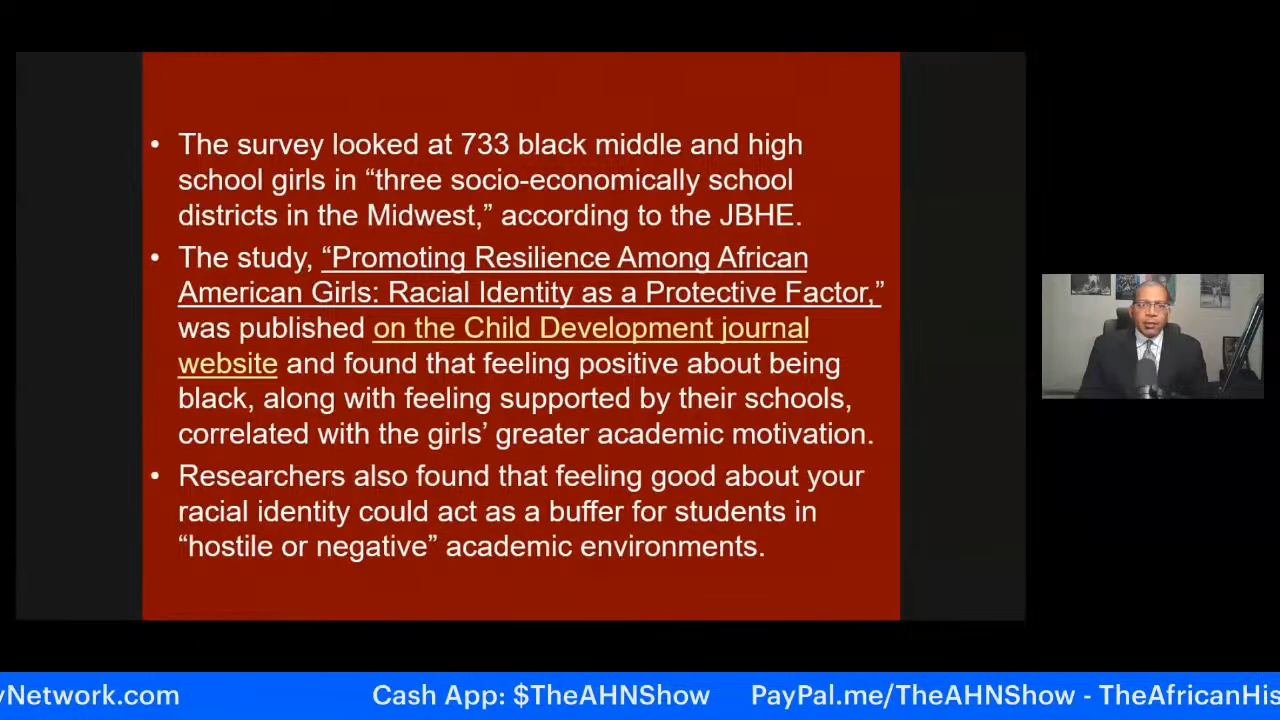 • The survey looked at 733 black middle and high
school girls in “three socio-economically school
districts in the Midwest,” according to the JBHE.
• The study, “Promoting Resilience Among African
American Girls: Racial Identity as a Protective Factor,”
was published on the Child Development journal
website and found that feeling positive about being
black, along with feeling supported by their schools,
correlated with the girls’ greater academic motivation.
• Researchers also found that feeling good about your
racial identity could act as a buffer for students in
“hostile or negative” academic environments.
yNetwork.com Cash App: $TheAHNShow PayPal.me/TheAHNShow - TheAfricanHis